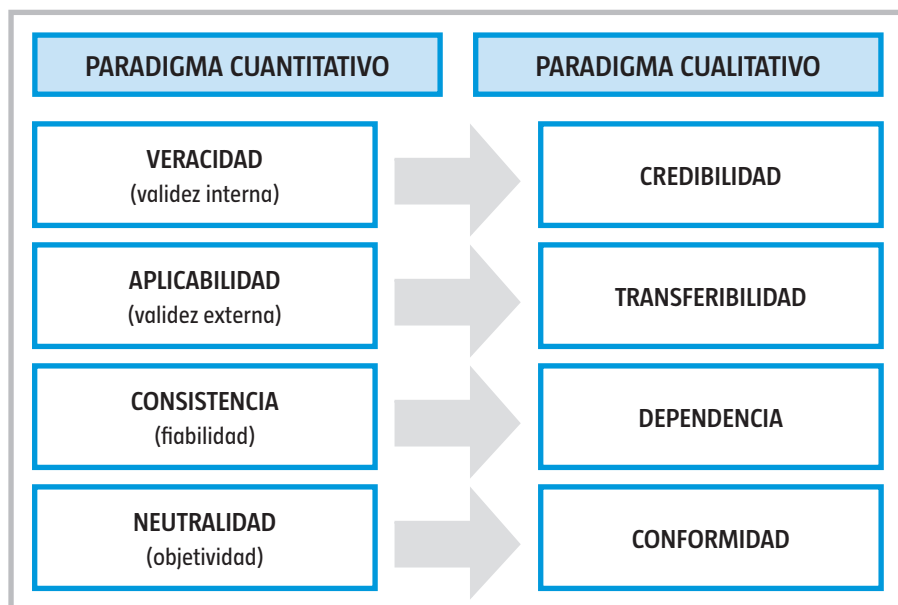 PARADIGMA CUANTITATIVO
PARADIGMA CUALITATIVO
VERACIDAD
(validez interna)
CREDIBILIDAD
APLICABILIDAD
(validez externa)
TRANSFERIBILIDAD
CONSISTENCIA
(fiabilidad)
DEPENDENCIA
NEUTRALIDAD
(objetividad)
CONFORMIDAD